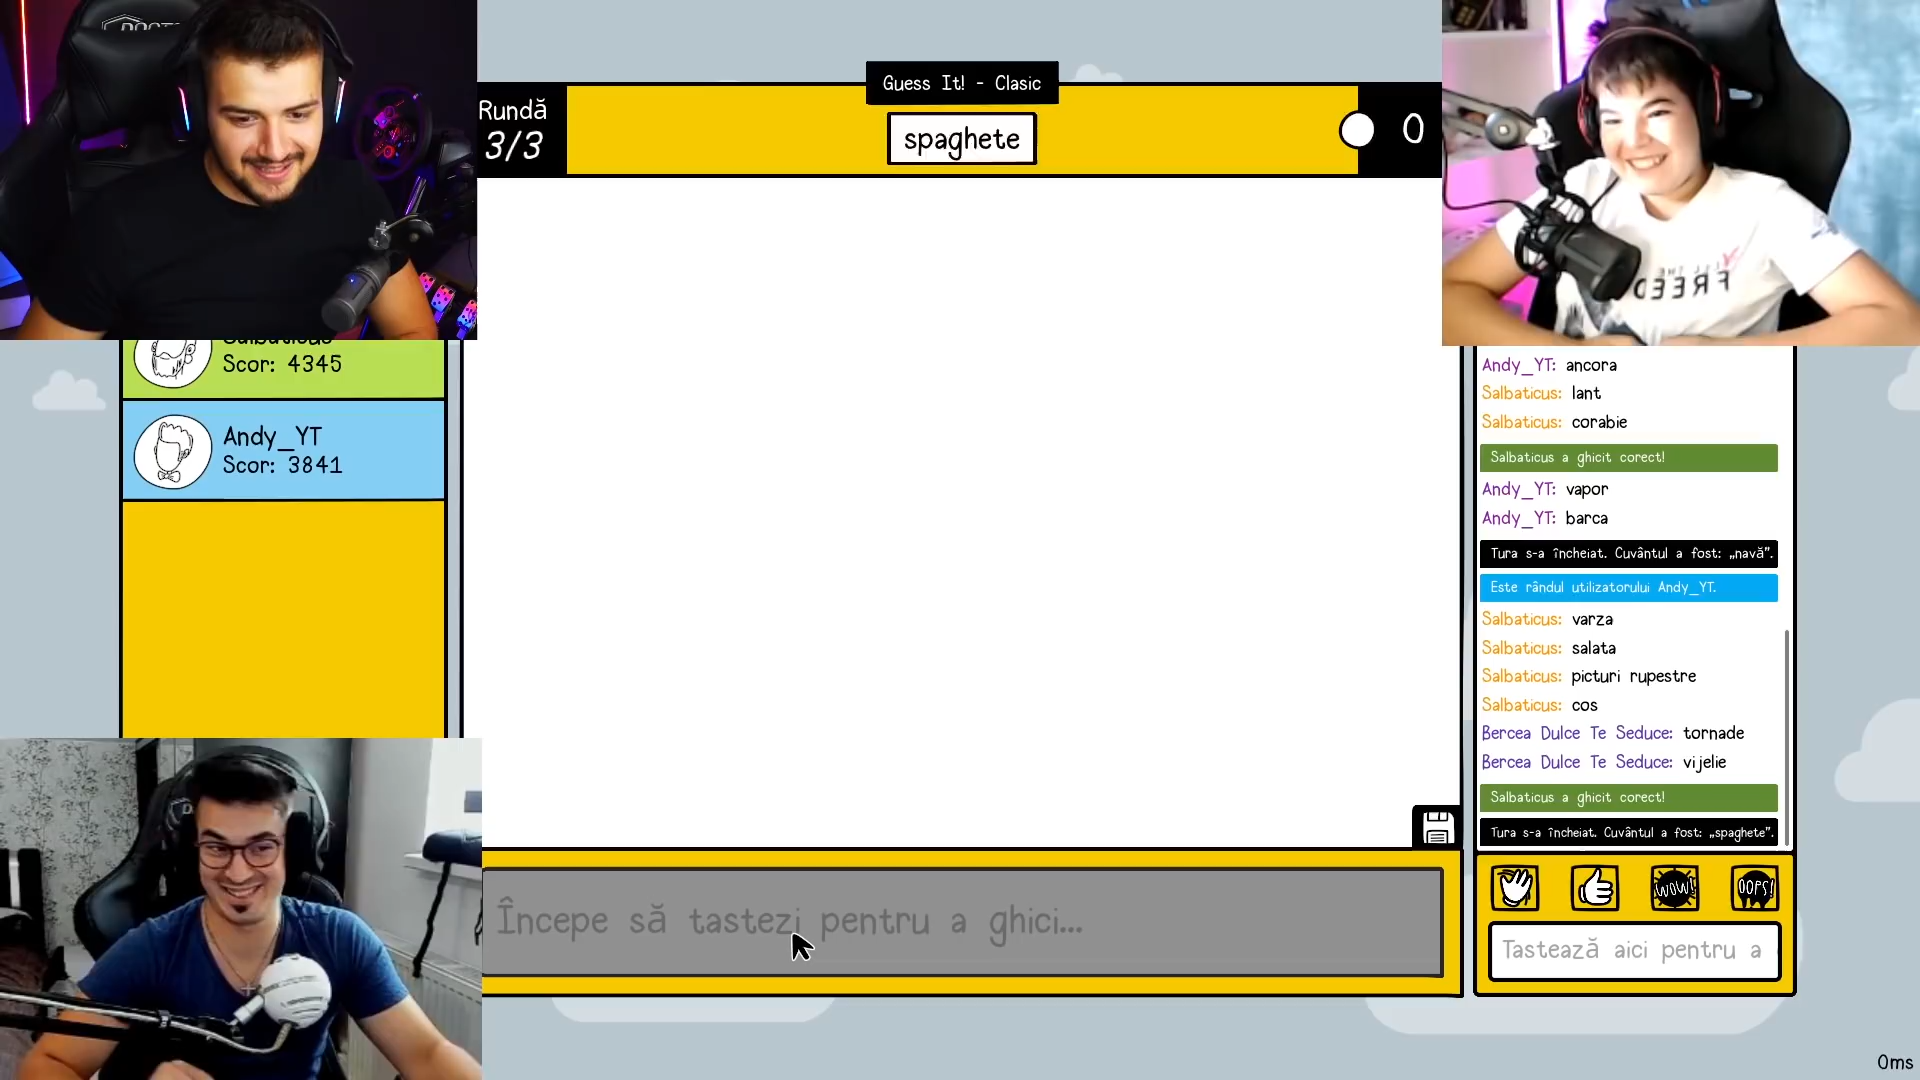 Guess It! - Clasic
Rundă
3/3
spaghete
0
Scor: 4345
Andy_YT
Scor: 3841
Andy_YT: ancora
Salbaticus: lant
Salbaticus: corabie
Salbaticus a ghicit corect!
Andy_YT: vapor
Andy_YT: barca
Tura s-a încheiat. Cuvântul a fost: „navă”.
Este rândul utilizatorului Andy_YT.
Salbaticus: varza
Salbaticus: salata
Salbaticus: picturi rupestre
Salbaticus: cos
Bercea Dulce Te Seduce: tornade
Bercea Dulce Te Seduce: vijelie
Salbaticus a ghicit corect!
Tura s-a încheiat. Cuvântul a fost: „spaghete”.
WOW!
OOPS!
Începe să tastezi pentru a ghici...
Tastează aici pentru a
0ms